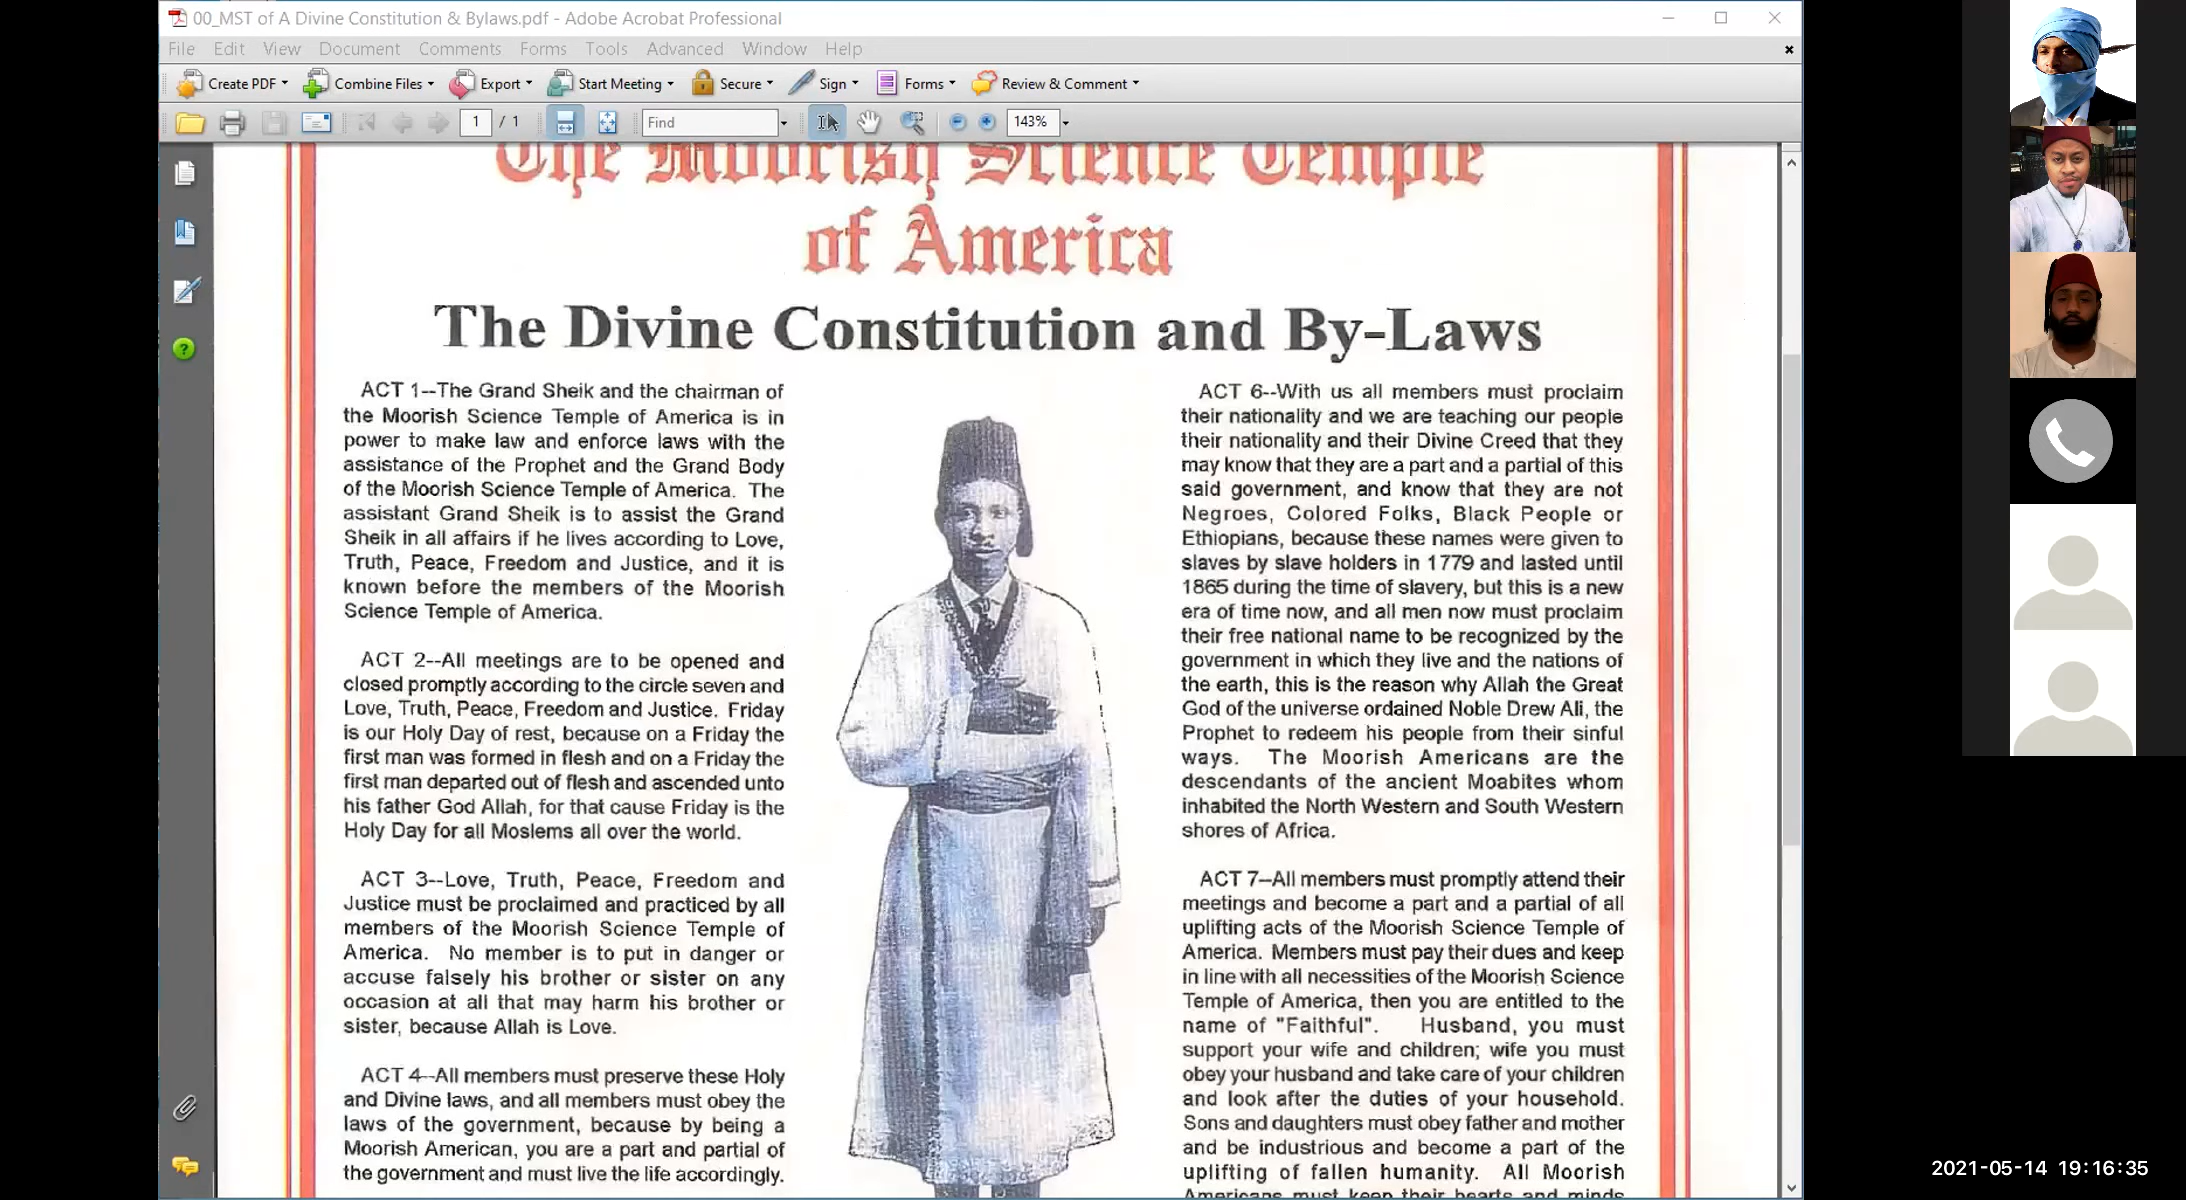 00_MST of A Divine Constitution & Bylaws.pdf - Adobe Acrobat Professional
File Edit View Document Comments Forms Tools Advanced Window Help
Create PDF Combine Files Export Start Meeting Secure Sign Forms Review & Comment
1 / 1 Find 143%
The Moorish Science Temple
of America
The Divine Constitution and By-Laws
ACT 1--The Grand Sheik and the chairman of
the Moorish Science Temple of America is in
power to make law and enforce laws with the
assistance of the Prophet and the Grand Body
of the Moorish Science Temple of America. The
assistant Grand Sheik is to assist the Grand
Sheik in all affairs if he lives according to Love,
Truth, Peace, Freedom and Justice, and it is
known before the members of the Moorish
Science Temple of America.
ACT 2--All meetings are to be opened and
closed promptly according to the circle seven and
Love, Truth, Peace, Freedom and Justice. Friday
is our Holy Day of rest, because on a Friday the
first man was formed in flesh and on a Friday the
first man departed out of flesh and ascended unto
his father God Allah, for that cause Friday is the
Holy Day for all Moslems all over the world.
ACT 3--Love, Truth, Peace, Freedom and
Justice must be proclaimed and practiced by all
members of the Moorish Science Temple of
America. No member is to put in danger or
accuse falsely his brother or sister on any
occasion at all that may harm his brother or
sister, because Allah is Love.
ACT 4--All members must preserve these Holy
and Divine laws, and all members must obey the
laws of the government, because by being a
Moorish American, you are a part and partial of
the government and must live the life accordingly.
ACT 6--With us all members must proclaim
their nationality and we are teaching our people
their nationality and their Divine Creed that they
may know that they are a part and a partial of this
said government, and know that they are not
Negroes, Colored Folks, Black People or
Ethiopians, because these names were given to
slaves by slave holders in 1779 and lasted until
1865 during the time of slavery, but this is a new
era of time now, and all men now must proclaim
their free national name to be recognized by the
government in which they live and the nations of
the earth, this is the reason why Allah the Great
God of the universe ordained Noble Drew Ali, the
Prophet to redeem his people from their sinful
ways. The Moorish Americans are the
descendants of the ancient Moabites whom
inhabited the North Western and South Western
shores of Africa.
ACT 7--All members must promptly attend their
meetings and become a part and a partial of all
uplifting acts of the Moorish Science Temple of
America. Members must pay their dues and keep
in line with all necessities of the Moorish Science
Temple of America, then you are entitled to the
name of "Faithful". Husband, you must
support your wife and children; wife you must
obey your husband and take care of your children
and look after the duties of your household.
Sons and daughters must obey father and mother
and be industrious and become a part of the
uplifting of fallen humanity. All Moorish
Americans must keep their hearts and minds
2021-05-14 19:16:35